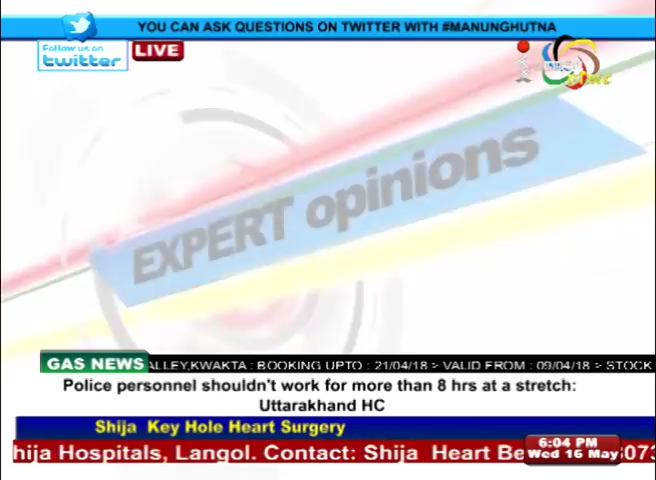 YOU CAN ASK QUESTIONS ON TWITTER WITH #MANUNGHUTNA
Follow us on
twitter
LIVE
EXPERT opinions
GAS NEWS
ALLEY,KWAKTA : BOOKING UPTO : 21/04/18 > VALID FROM : 09/04/18 > STOCK
Police personnel shouldn't work for more than 8 hrs at a stretch:
Uttarakhand HC
Shija Key Hole Heart Surgery
hija Hospitals, Langol. Contact: Shija Heart Be
6:04 PM
Wed 16 May